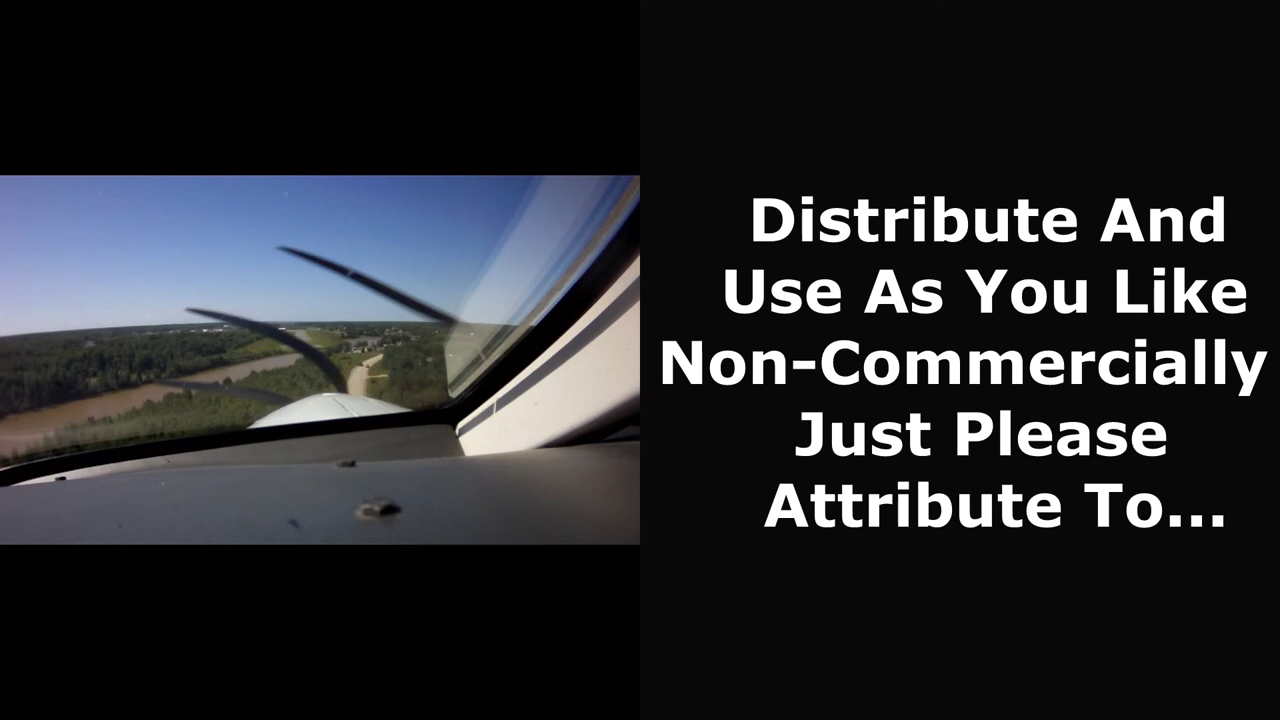 Distribute And
Use As You Like
Non-Commercially
Just Please
Attribute To...